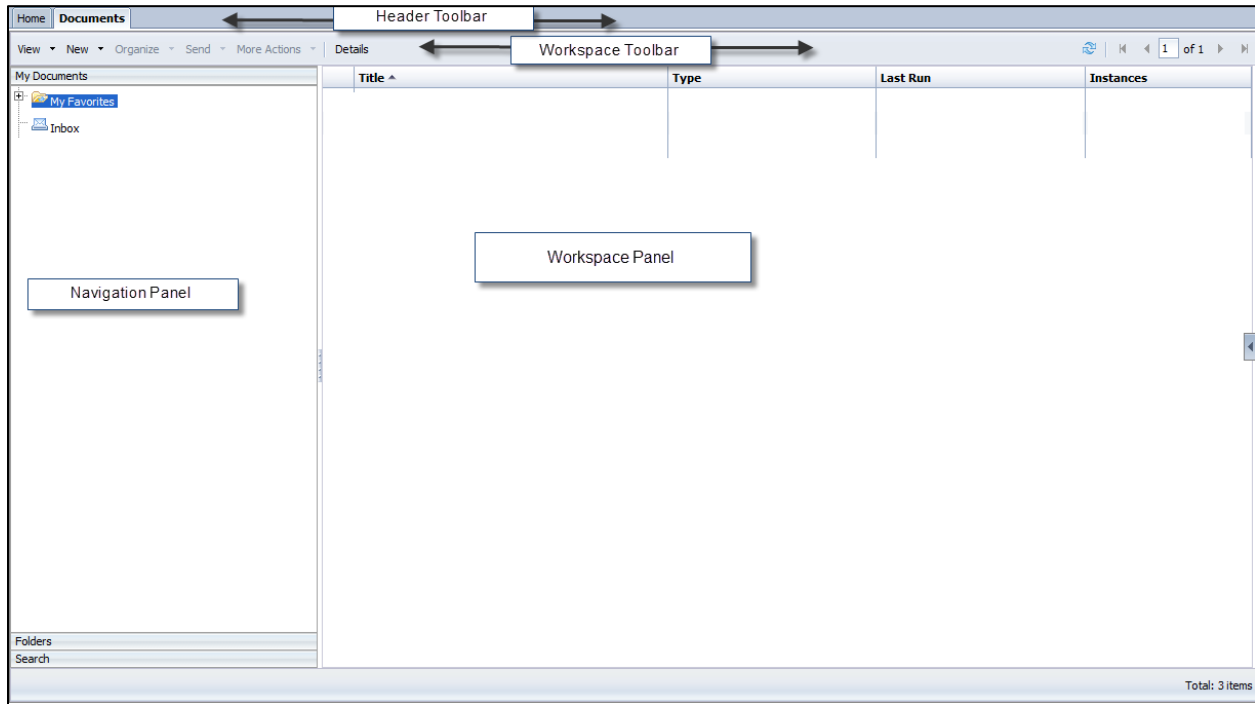 Home Documents Header Toolbar
View New Organize Send More Actions Details Workspace Toolbar 1 of 1
My Documents Title Type Last Run Instances
My Favorites
Inbox
Workspace Panel
Navigation Panel
Folders
Search
Total: 3 items